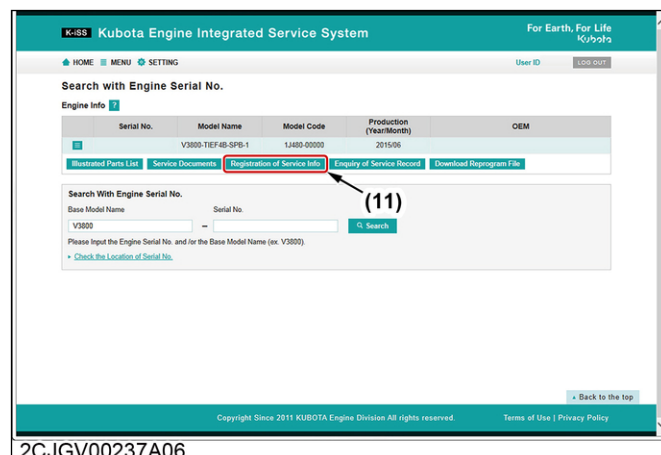 K-iSS Kubota Engine Integrated Service System
For Earth, For Life
Kubota
HOME MENU SETTING
User ID
LOG OUT
Search with Engine Serial No.
Engine Info ?
Serial No. Model Name Model Code Production (Year/Month) OEM
V3800-TIEF4B-SPB-1 1J480-00000 2015/06
Illustrated Parts List Service Documents Registration of Service Info Enquiry of Service Record Download Reprogram File
(11)
Search With Engine Serial No.
Base Model Name Serial No.
V3800 – Search
Please Input the Engine Serial No. and /or the Base Model Name (ex. V3800).
Check the Location of Serial No.
Back to the top
Copyright Since 2011 KUBOTA Engine Division All rights reserved.
Terms of Use | Privacy Policy
2CJGV00237A06